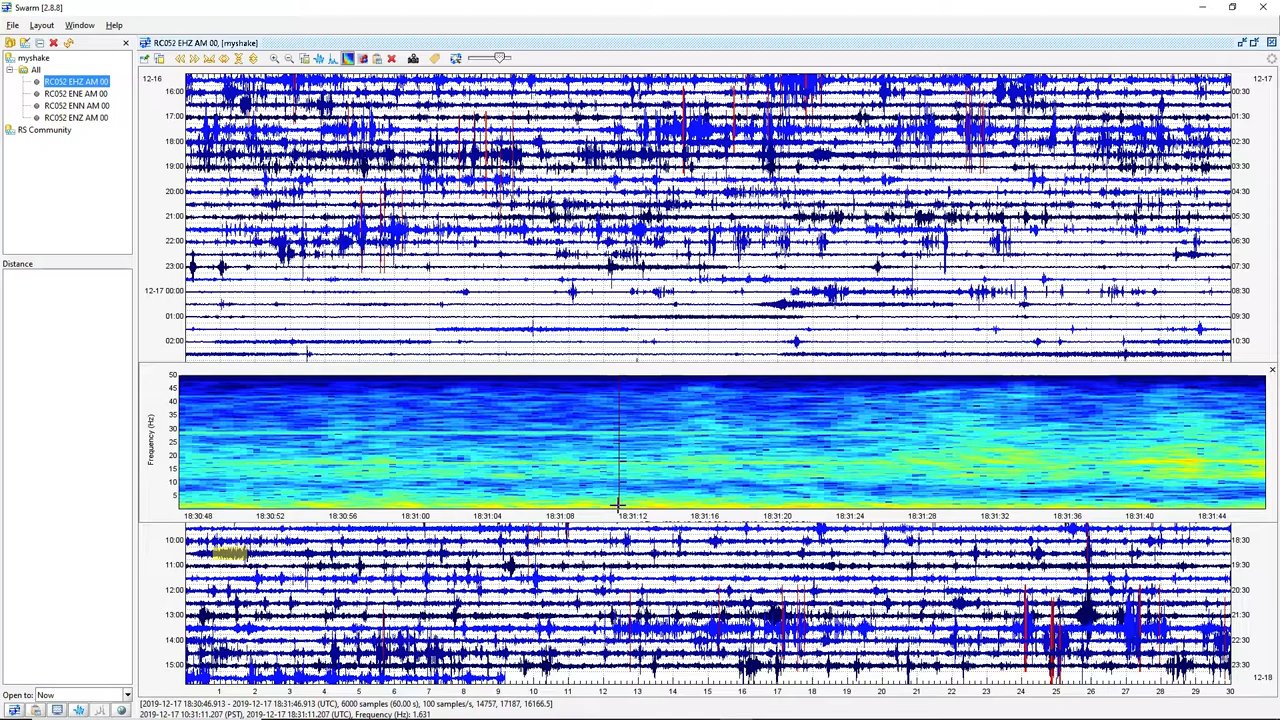 Swarm [2.8.8]
File Layout Window Help
RC052 EHZ AM 00, [myshake]
myshake
All
RC052 EHZ AM 00
RC052 ENE AM 00
RC052 ENN AM 00
RC052 ENZ AM 00
RS Community
Distance
12-16 12-17
16:00 00:30
17:00 01:30
18:00 02:30
19:00 03:30
20:00 04:30
21:00 05:30
22:00 06:30
23:00 07:30
12-17 00:00 08:30
01:00 09:30
02:00 10:30
Frequency (Hz)
50
45
40
35
30
25
20
15
10
5
18:30:48 18:30:52 18:30:56 18:31:00 18:31:04 18:31:08 18:31:12 18:31:16 18:31:20 18:31:24 18:31:28 18:31:32 18:31:36 18:31:40 18:31:44
10:00 18:30
11:00 19:30
12:00 20:30
13:00 21:30
14:00 22:30
15:00 23:30
12-18
1 2 3 4 5 6 7 8 9 10 11 12 13 14 15 16 17 18 19 20 21 22 23 24 25 26 27 28 29 30
Open to: Now
[2019-12-17 18:30:46.913 - 2019-12-17 18:31:46.913 (UTC), 6000 samples (60.00 s), 100 samples/s, 14757, 17187, 16166.5]
2019-12-17 10:31:11.207 (PST), 2019-12-17 18:31:11.207 (UTC), Frequency (Hz): 1.631